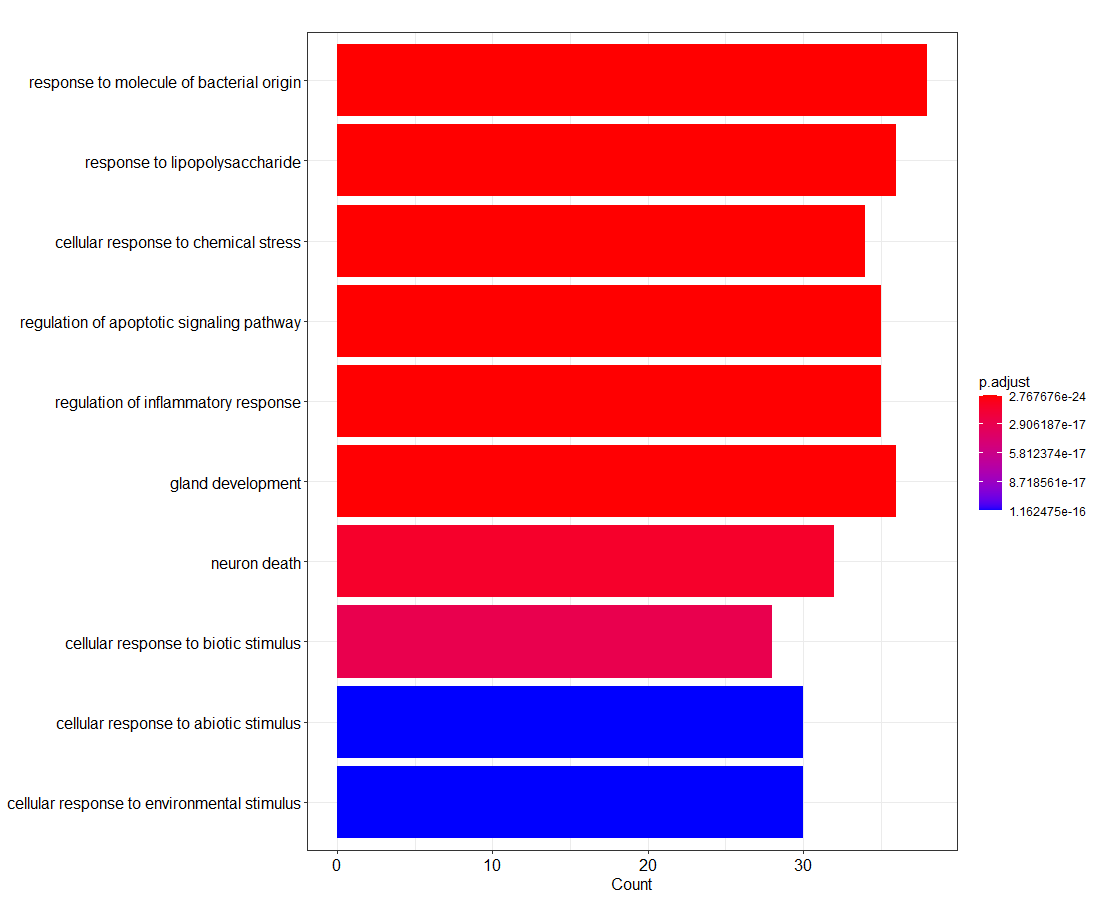 response to molecule of bacterial origin
response to lipopolysaccharide
cellular response to chemical stress
regulation of apoptotic signaling pathway
regulation of inflammatory response
gland development
neuron death
cellular response to biotic stimulus
cellular response to abiotic stimulus
cellular response to environmental stimulus
0 10 20 30
Count
p.adjust
2.767676e-24
2.906187e-17
5.812374e-17
8.718561e-17
1.162475e-16